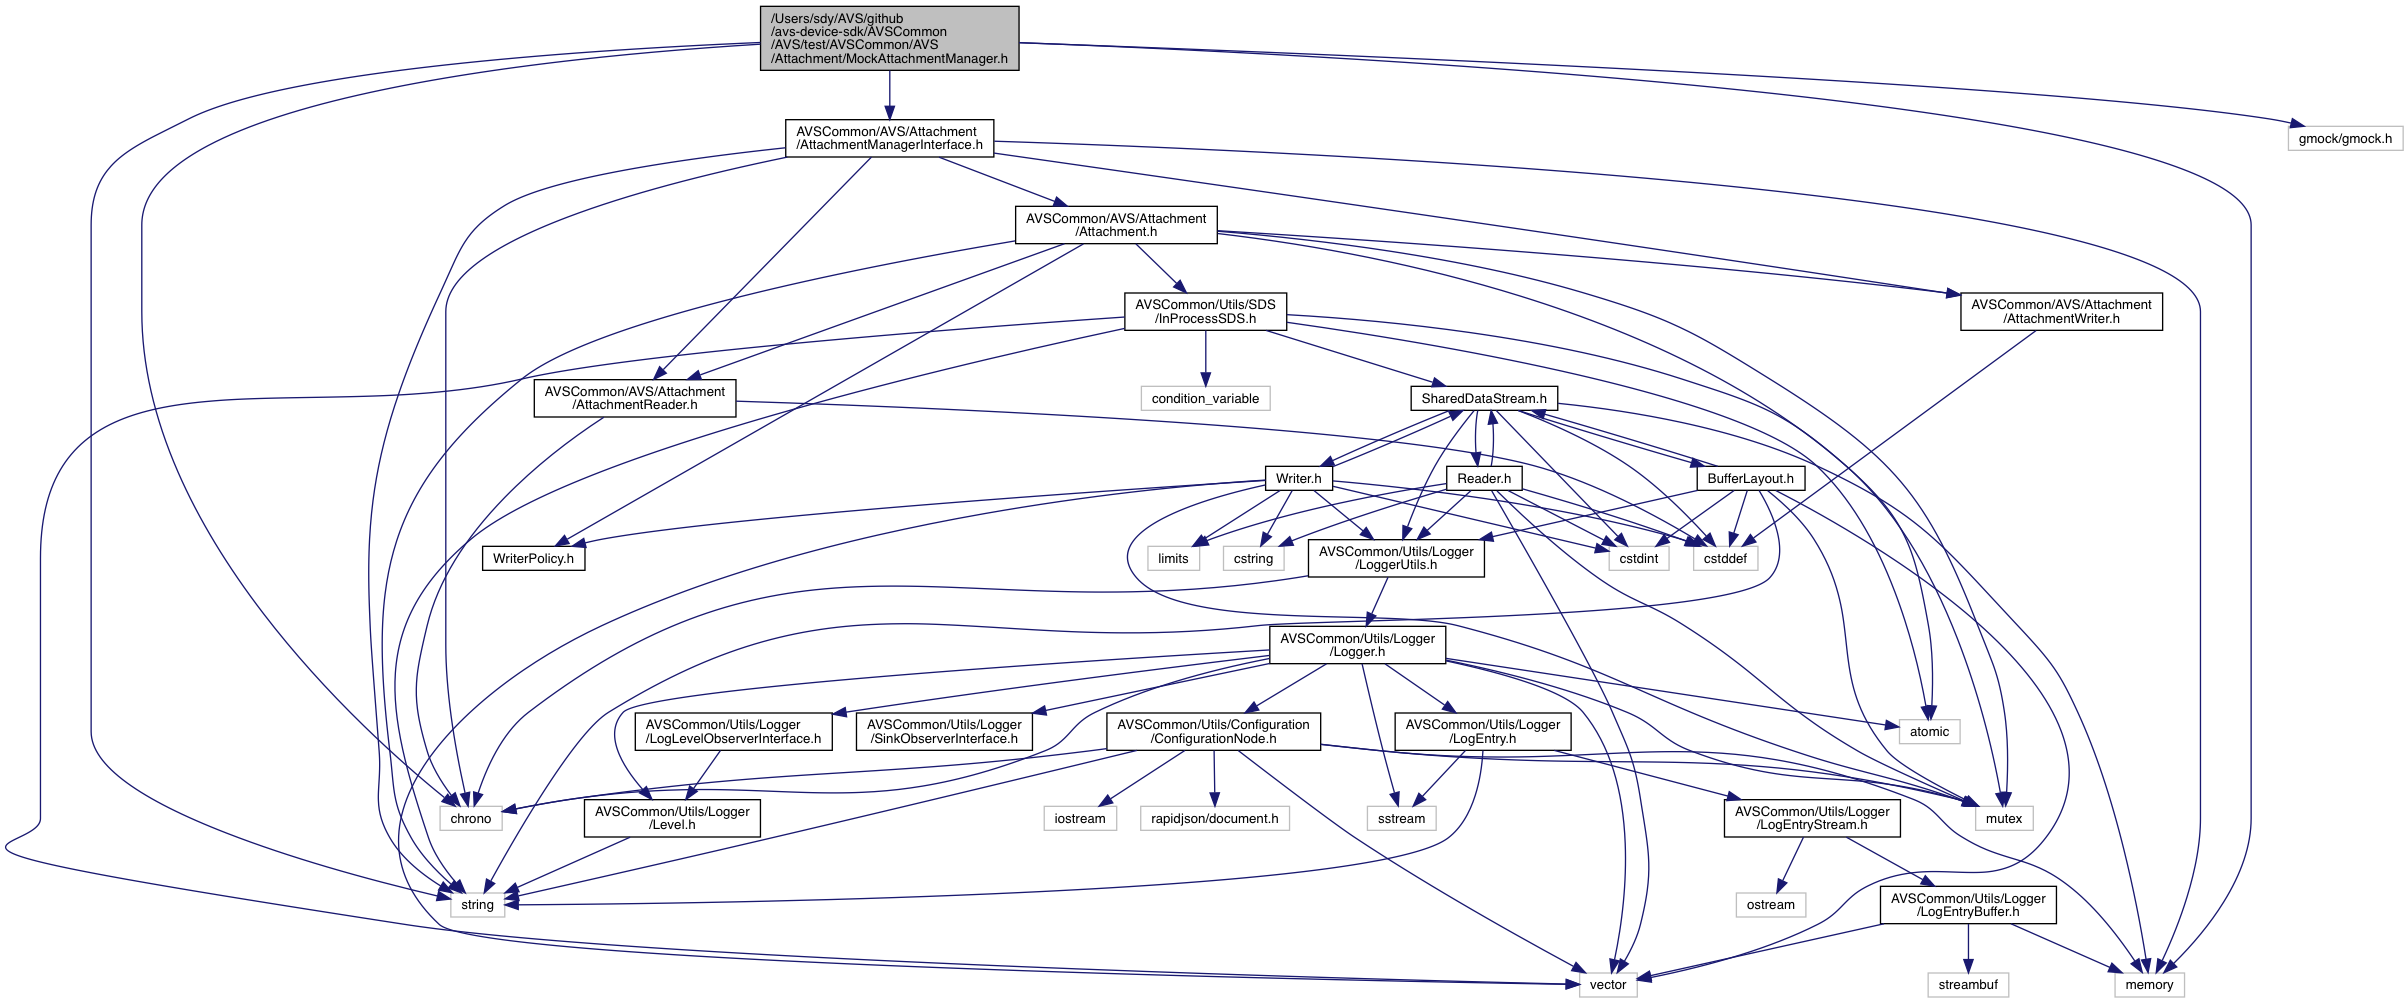 /Users/sdy/AVS/github
/avs-device-sdk/AVSCommon
/AVS/test/AVSCommon/AVS
/Attachment/MockAttachmentManager.h
AVSCommon/AVS/Attachment
/AttachmentManagerInterface.h
gmock/gmock.h
AVSCommon/AVS/Attachment
/Attachment.h
AVSCommon/Utils/SDS
/InProcessSDS.h
AVSCommon/AVS/Attachment
/AttachmentWriter.h
AVSCommon/AVS/Attachment
/AttachmentReader.h
condition_variable
SharedDataStream.h
Writer.h
Reader.h
BufferLayout.h
WriterPolicy.h
limits
cstring
AVSCommon/Utils/Logger
/LoggerUtils.h
cstdint
cstddef
AVSCommon/Utils/Logger
/Logger.h
AVSCommon/Utils/Logger
/LogLevelObserverInterface.h
AVSCommon/Utils/Logger
/SinkObserverInterface.h
AVSCommon/Utils/Configuration
/ConfigurationNode.h
AVSCommon/Utils/Logger
/LogEntry.h
atomic
chrono
AVSCommon/Utils/Logger
/Level.h
iostream
rapidjson/document.h
sstream
AVSCommon/Utils/Logger
/LogEntryStream.h
mutex
string
ostream
AVSCommon/Utils/Logger
/LogEntryBuffer.h
vector
streambuf
memory